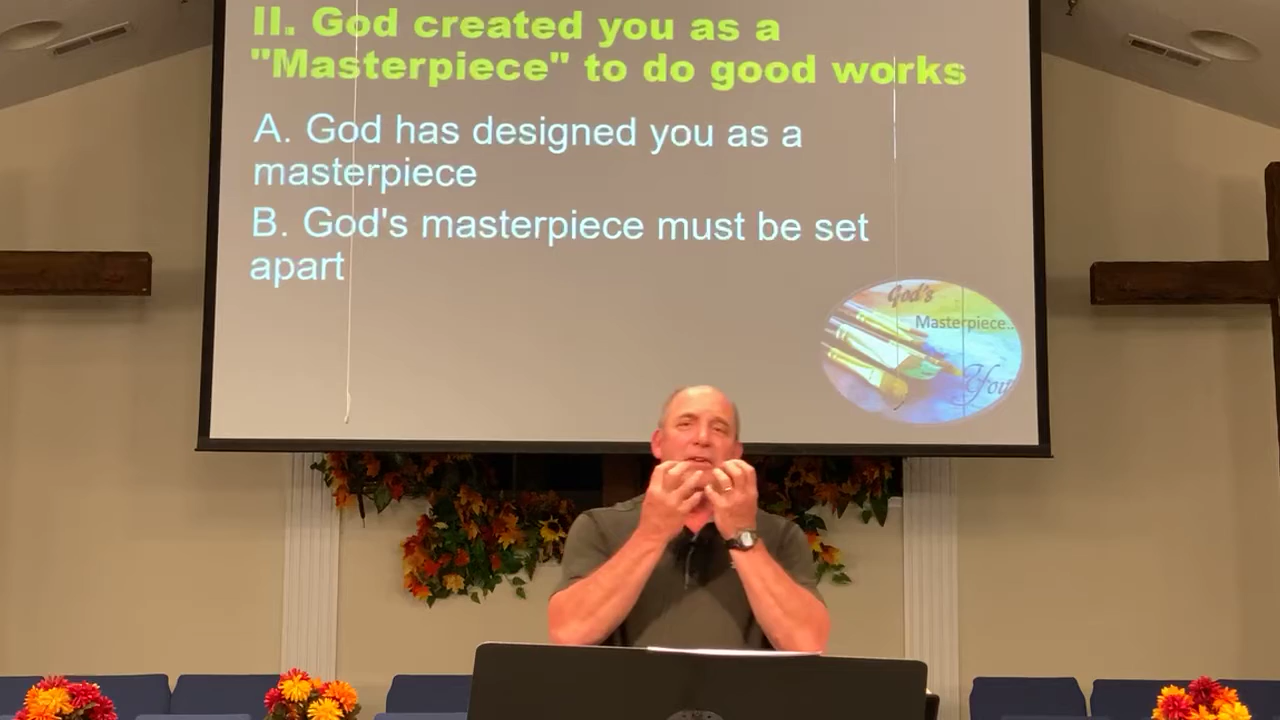 II. God created you as a
"Masterpiece" to do good works
A. God has designed you as a
masterpiece
B. God's masterpiece must be set
apart
God's
Masterpiece...
You